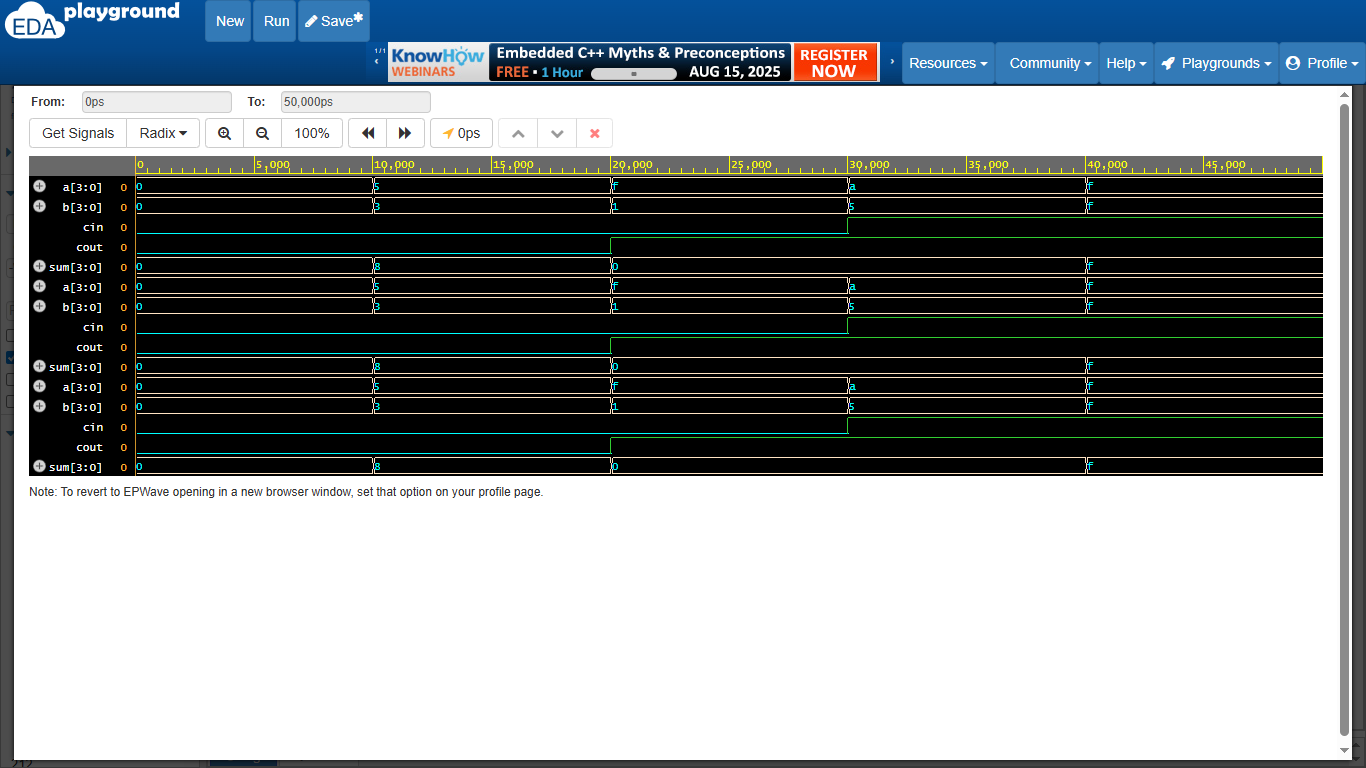 EDA playground
New Run Save*
1/1
KnowHow WEBINARS
Embedded C++ Myths & Preconceptions
FREE • 1 Hour AUG 15, 2025
REGISTER NOW
Resources Community Help Playgrounds Profile
From: 0ps To: 50,000ps
Get Signals Radix 100% 0ps
0 5,000 10,000 15,000 20,000 25,000 30,000 35,000 40,000 45,000
a[3:0] 0 0 5 f a f
b[3:0] 0 0 3 1 5 f
cin 0
cout 0
sum[3:0] 0 0 8 0 f
a[3:0] 0 0 5 f a f
b[3:0] 0 0 3 1 5 f
cin 0
cout 0
sum[3:0] 0 0 8 0 f
a[3:0] 0 0 5 f a f
b[3:0] 0 0 3 1 5 f
cin 0
cout 0
sum[3:0] 0 0 8 0 f
Note: To revert to EPWave opening in a new browser window, set that option on your profile page.